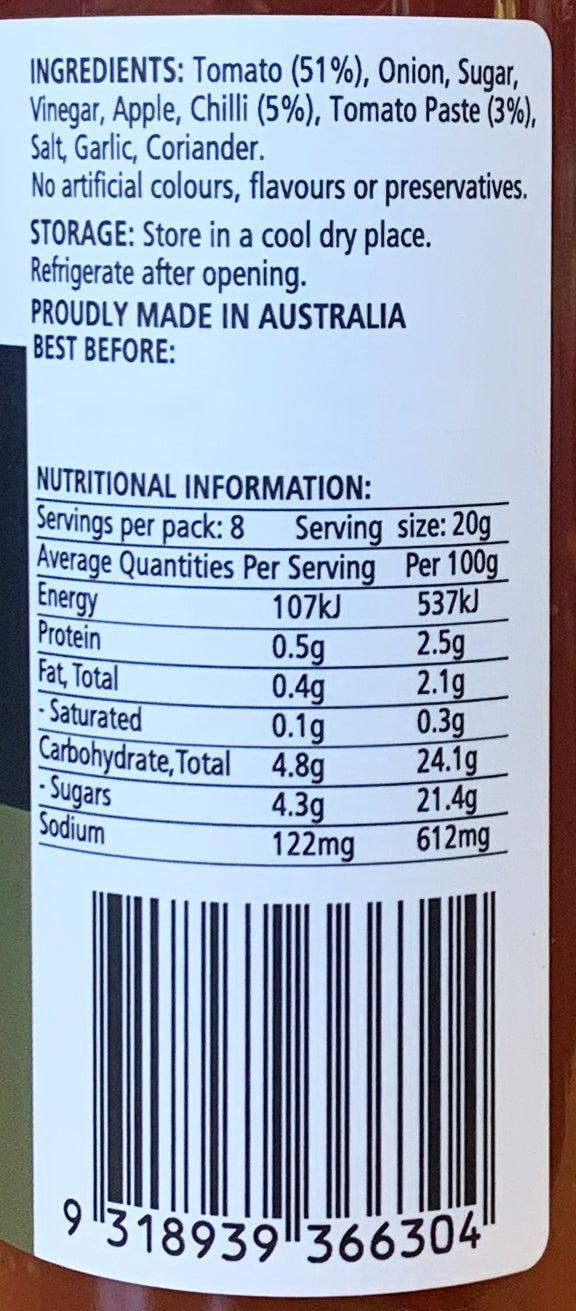 INGREDIENTS: Tomato (51%), Onion, Sugar,
Vinegar, Apple, Chilli (5%), Tomato Paste (3%),
Salt, Garlic, Coriander.
No artificial colours, flavours or preservatives.
STORAGE: Store in a cool dry place.
Refrigerate after opening.
PROUDLY MADE IN AUSTRALIA
BEST BEFORE:
NUTRITIONAL INFORMATION:
Servings per pack: 8 Serving size: 20g
Average Quantities Per Serving Per 100g
Energy 107kJ 537kJ
Protein 0.5g 2.5g
Fat, Total 0.4g 2.1g
- Saturated 0.1g 0.3g
Carbohydrate, Total 4.8g 24.1g
- Sugars 4.3g 21.4g
Sodium 122mg 612mg
9 318939 366304